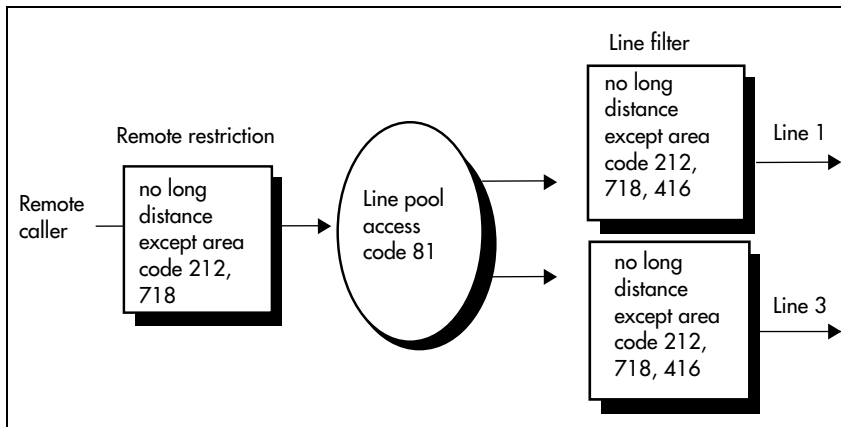 Line filter
no long
distance
except area
code 212,
718, 416
Line 1
Remote restriction
no long
distance
except area
code 212,
718
Remote
caller
Line pool
access
code 81
no long
distance
except area
code 212,
718, 416
Line 3